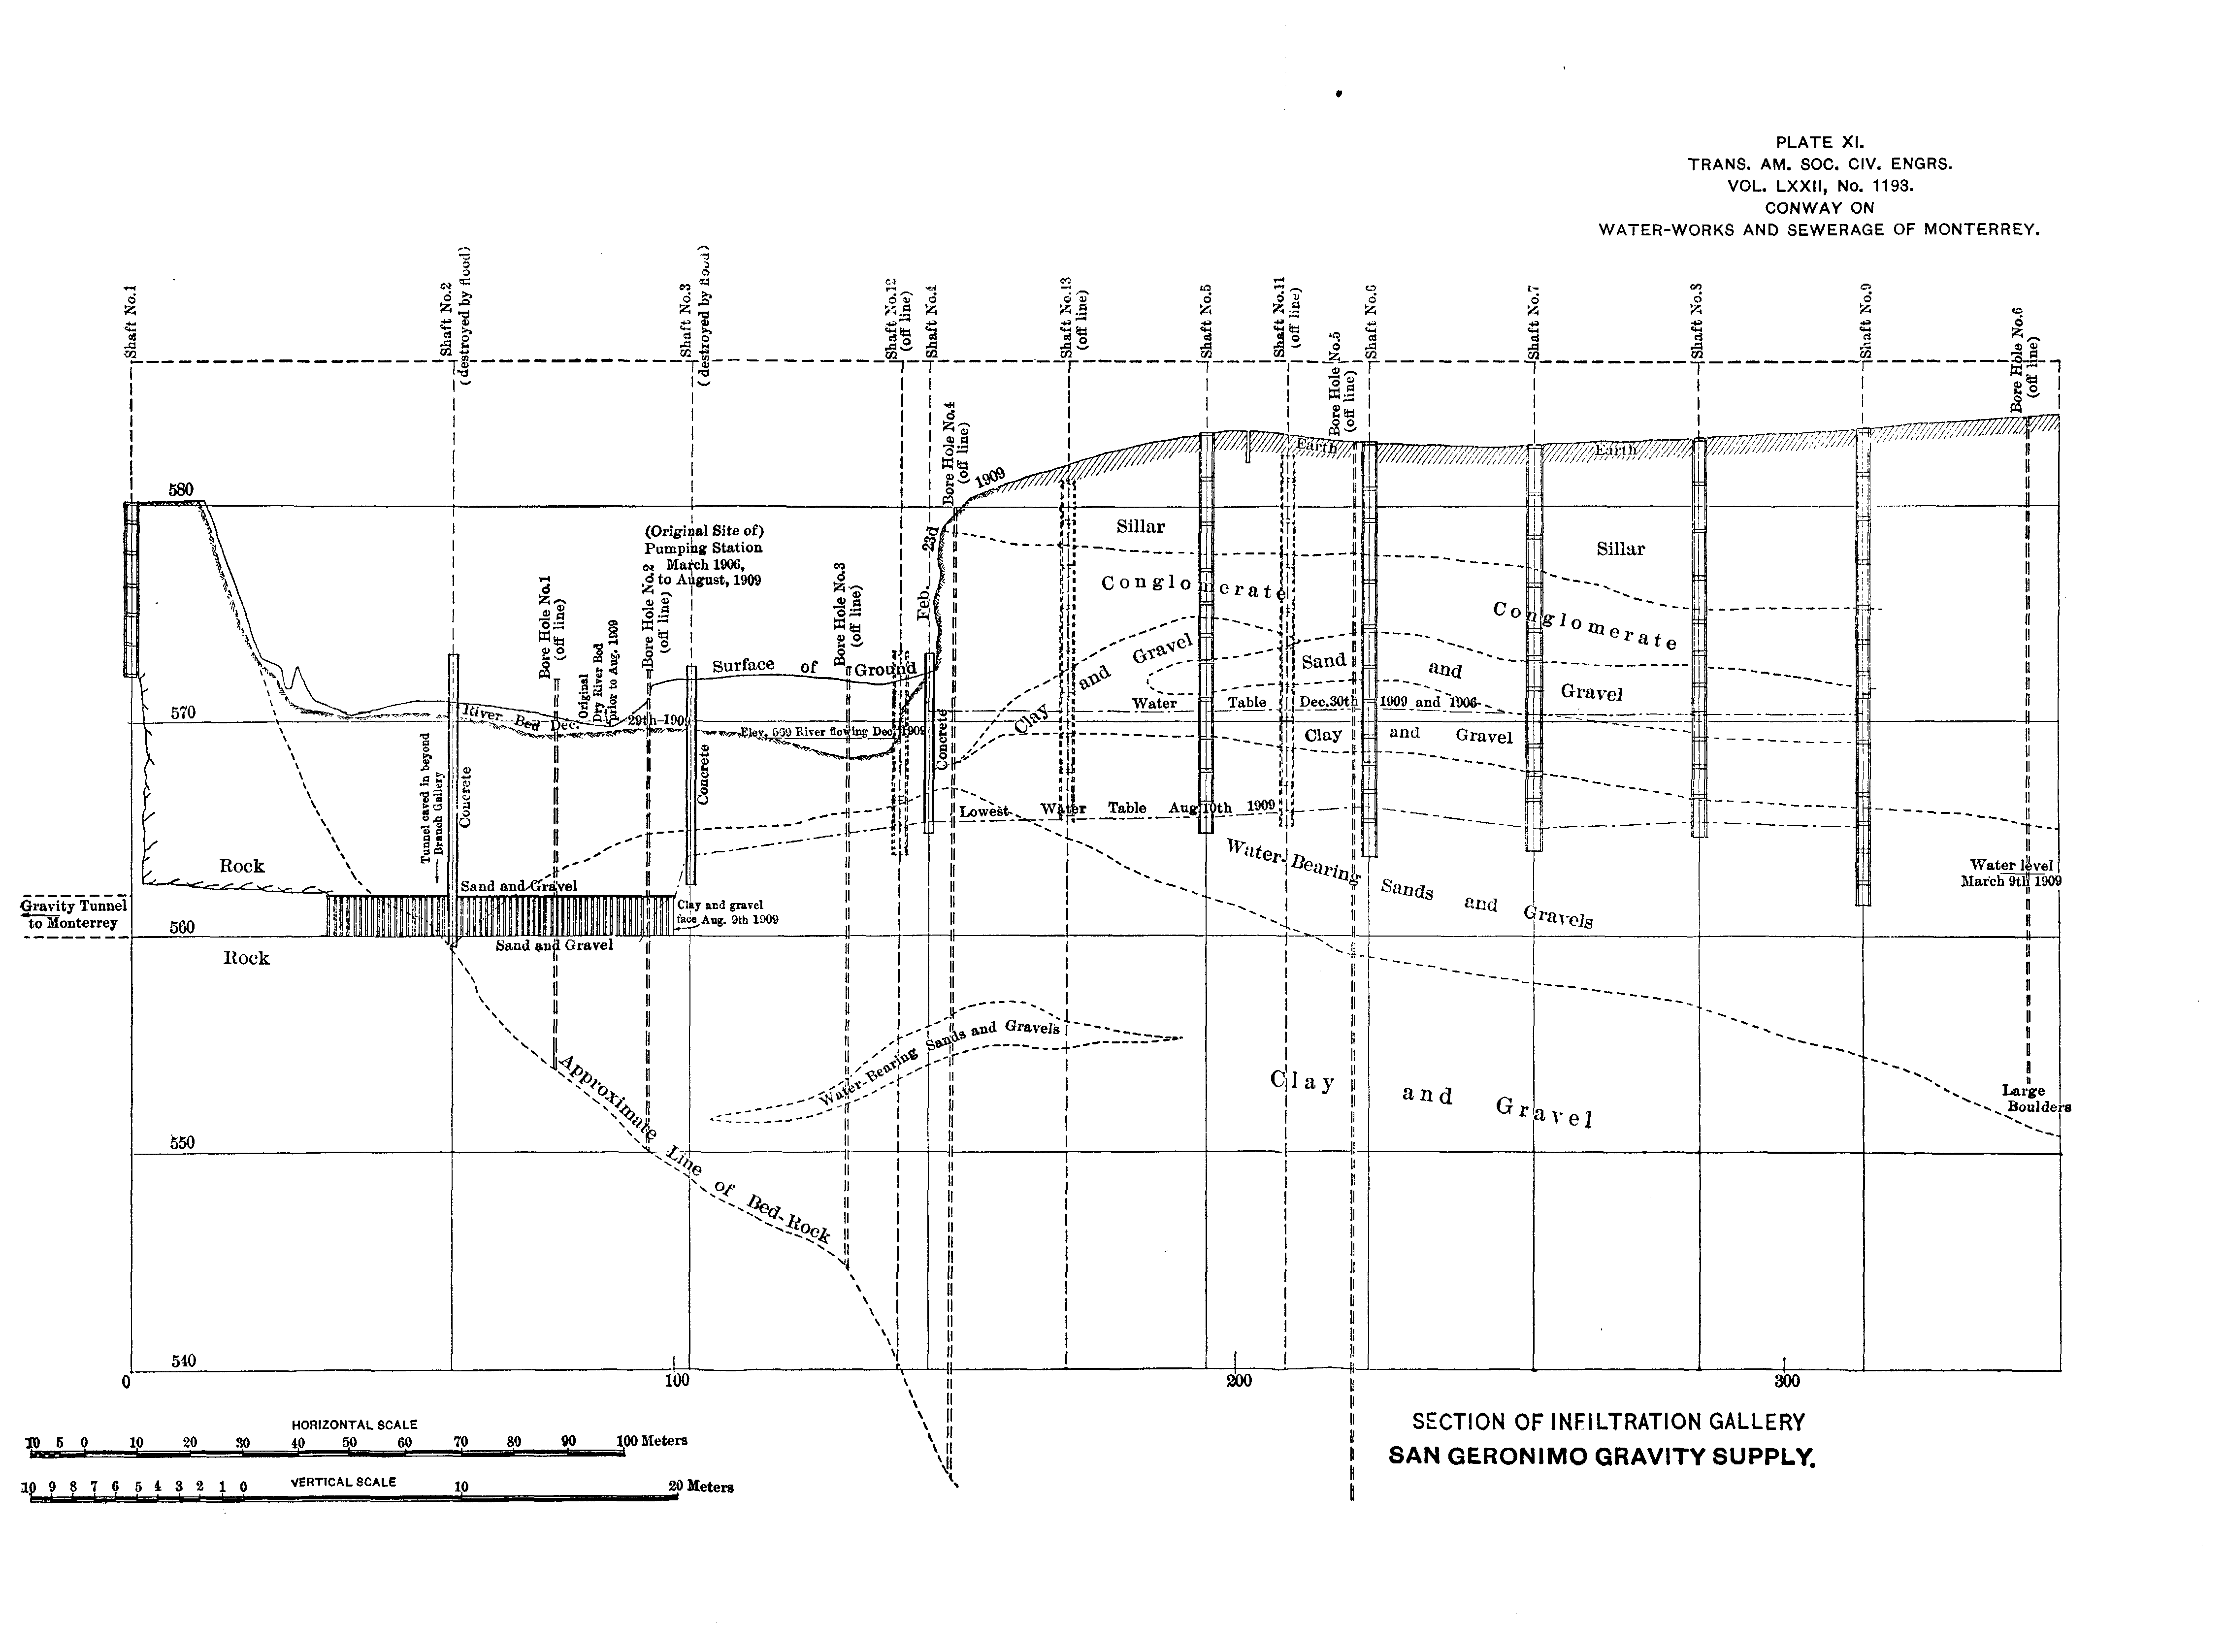 PLATE XI.
TRANS. AM. SOC. CIV. ENGRS.
VOL. LXXII, No. 1193.
CONWAY ON
WATER-WORKS AND SEWERAGE OF MONTERREY.
Shaft No.1
Shaft No.2
(destroyed by flood)
Shaft No.3
(destroyed by flood)
Shaft No.12
(off line)
Shaft No.4
Shaft No.13
(off line)
Shaft No.5
Shaft No.11
(off line)
Bore Hole No.5
(off line)
Shaft No.6
Shaft No.7
Shaft No.8
Shaft No.9
Bore Hole No.6
(off line)
Bore Hole No.4
(off line)
Feb. 23d 1909
Earth
Earth
580
(Original Site of)
Pumping Station
March 1906,
to August, 1909
Bore Hole No.1
(off line)
Original
Dry River Bed
prior to Aug. 1909
Bore Hole No.2
(off line)
Bore Hole No.3
(off line)
Sillar
Sillar
Conglomerate
Conglomerate
Surface of Ground
Clay and Gravel
Sand and Gravel
570
River Bed Dec. 29th 1909
Elev. 569 River flowing Dec. 1909
Water Table Dec. 30th 1909 and 1906
Clay and Gravel
Tunnel caved in beyond
Branch Gallery
Concrete
Concrete
Concrete
Lowest Water Table Aug. 10th 1909
Water-Bearing Sands and Gravels
Rock
Sand and Gravel
Water level
March 9th 1909
Gravity Tunnel
to Monterrey
Clay and gravel
face Aug. 9th 1909
560
Sand and Gravel
Rock
Water-Bearing Sands and Gravels
Clay and Gravel
Large
Boulders
Approximate Line of Bed-Rock
550
540
0 100 200 300
HORIZONTAL SCALE
10 5 0 10 20 30 40 50 60 70 80 90 100 Meters
VERTICAL SCALE
10 9 8 7 6 5 4 3 2 1 0 10 20 Meters
SECTION OF INFILTRATION GALLERY
SAN GERONIMO GRAVITY SUPPLY.